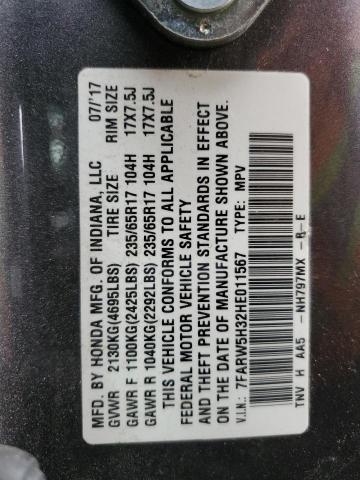 MFD. BY HONDA MFG. OF INDIANA, LLC 07/'17
GVWR 2130KG(4695LBS) TIRE SIZE RIM SIZE
GAWR F 1100KG(2425LBS) 235/65R17 104H 17X7.5J
GAWR R 1040KG(2292LBS) 235/65R17 104H 17X7.5J
THIS VEHICLE CONFORMS TO ALL APPLICABLE
FEDERAL MOTOR VEHICLE SAFETY
AND THEFT PREVENTION STANDARDS IN EFFECT
ON THE DATE OF MANUFACTURE SHOWN ABOVE.
V.I.N.: 7FARW5H32HE011567 TYPE: MPV
TNV H AA5 -NH797MX -R-E